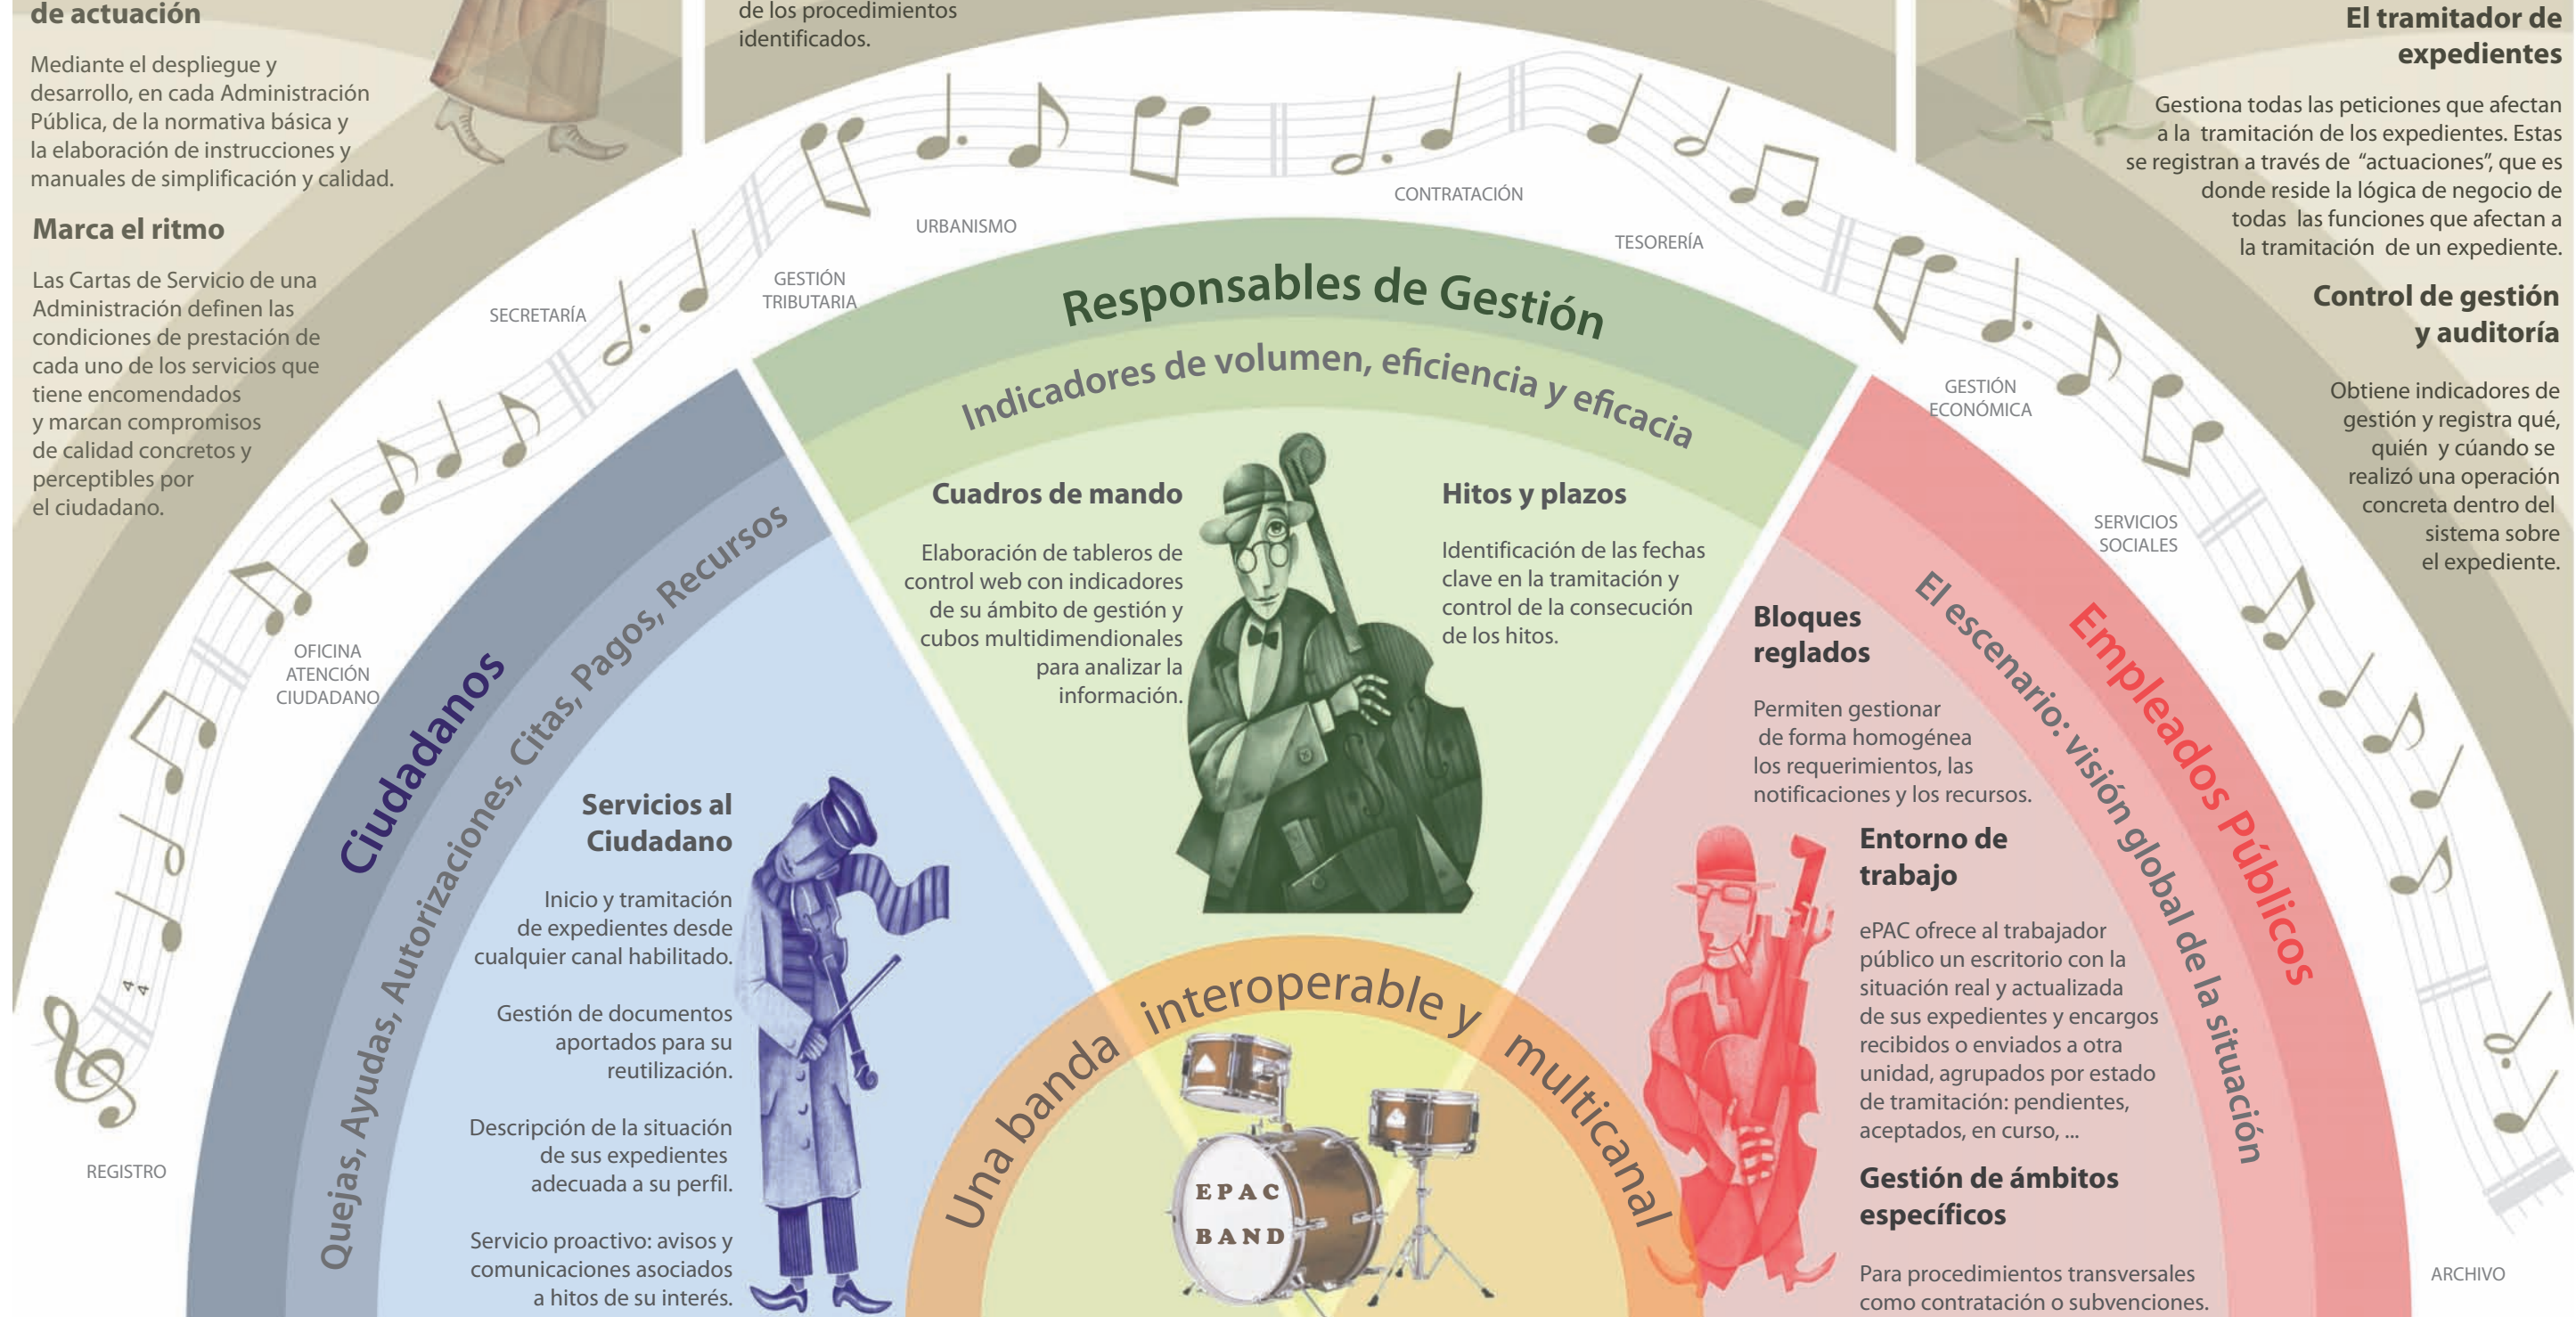 de actuación
Mediante el despliegue y
desarrollo, en cada Administración
Pública, de la normativa básica y
la elaboración de instrucciones y
manuales de simplificación y calidad.
Marca el ritmo
Las Cartas de Servicio de una
Administración definen las
condiciones de prestación de
cada uno de los servicios que
tiene encomendados
y marcan compromisos
de calidad concretos y
perceptibles por
el ciudadano.
de los procedimientos
identificados.
El tramitador de
expedientes
Gestiona todas las peticiones que afectan
a la tramitación de los expedientes. Estas
se registran a través de “actuaciones”, que es
donde reside la lógica de negocio de
todas las funciones que afectan a
la tramitación de un expediente.
Control de gestión
y auditoría
Obtiene indicadores de
gestión y registra qué,
quién y cúando se
realizó una operación
concreta dentro del
sistema sobre
el expediente.
REGISTRO
OFICINA
ATENCIÓN
CIUDADANO
SECRETARÍA
GESTIÓN
TRIBUTARIA
URBANISMO
CONTRATACIÓN
TESORERÍA
GESTIÓN
ECONÓMICA
SERVICIOS
SOCIALES
ARCHIVO
4
4
Ciudadanos
Quejas, Ayudas, Autorizaciones, Citas, Pagos, Recursos
Servicios al
Ciudadano
Inicio y tramitación
de expedientes desde
cualquier canal habilitado.
Gestión de documentos
aportados para su
reutilización.
Descripción de la situación
de sus expedientes
adecuada a su perfil.
Servicio proactivo: avisos y
comunicaciones asociados
a hitos de su interés.
Responsables de Gestión
Indicadores de volumen, eficiencia y eficacia
Cuadros de mando
Elaboración de tableros de
control web con indicadores
de su ámbito de gestión y
cubos multidimendionales
para analizar la
información.
Hitos y plazos
Identificación de las fechas
clave en la tramitación y
control de la consecución
de los hitos.
Empleados Públicos
El escenario: visión global de la situación
Bloques
reglados
Permiten gestionar
de forma homogénea
los requerimientos, las
notificaciones y los recursos.
Entorno de
trabajo
ePAC ofrece al trabajador
público un escritorio con la
situación real y actualizada
de sus expedientes y encargos
recibidos o enviados a otra
unidad, agrupados por estado
de tramitación: pendientes,
aceptados, en curso, ...
Gestión de ámbitos
específicos
Para procedimientos transversales
como contratación o subvenciones.
Una banda interoperable y multicanal
EPAC
BAND